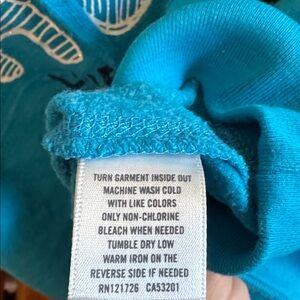 TURN GARMENT INSIDE OUT
MACHINE WASH COLD
WITH LIKE COLORS
ONLY NON-CHLORINE
BLEACH WHEN NEEDED
TUMBLE DRY LOW
WARM IRON ON THE
REVERSE SIDE IF NEEDED
RN121726 CA53201